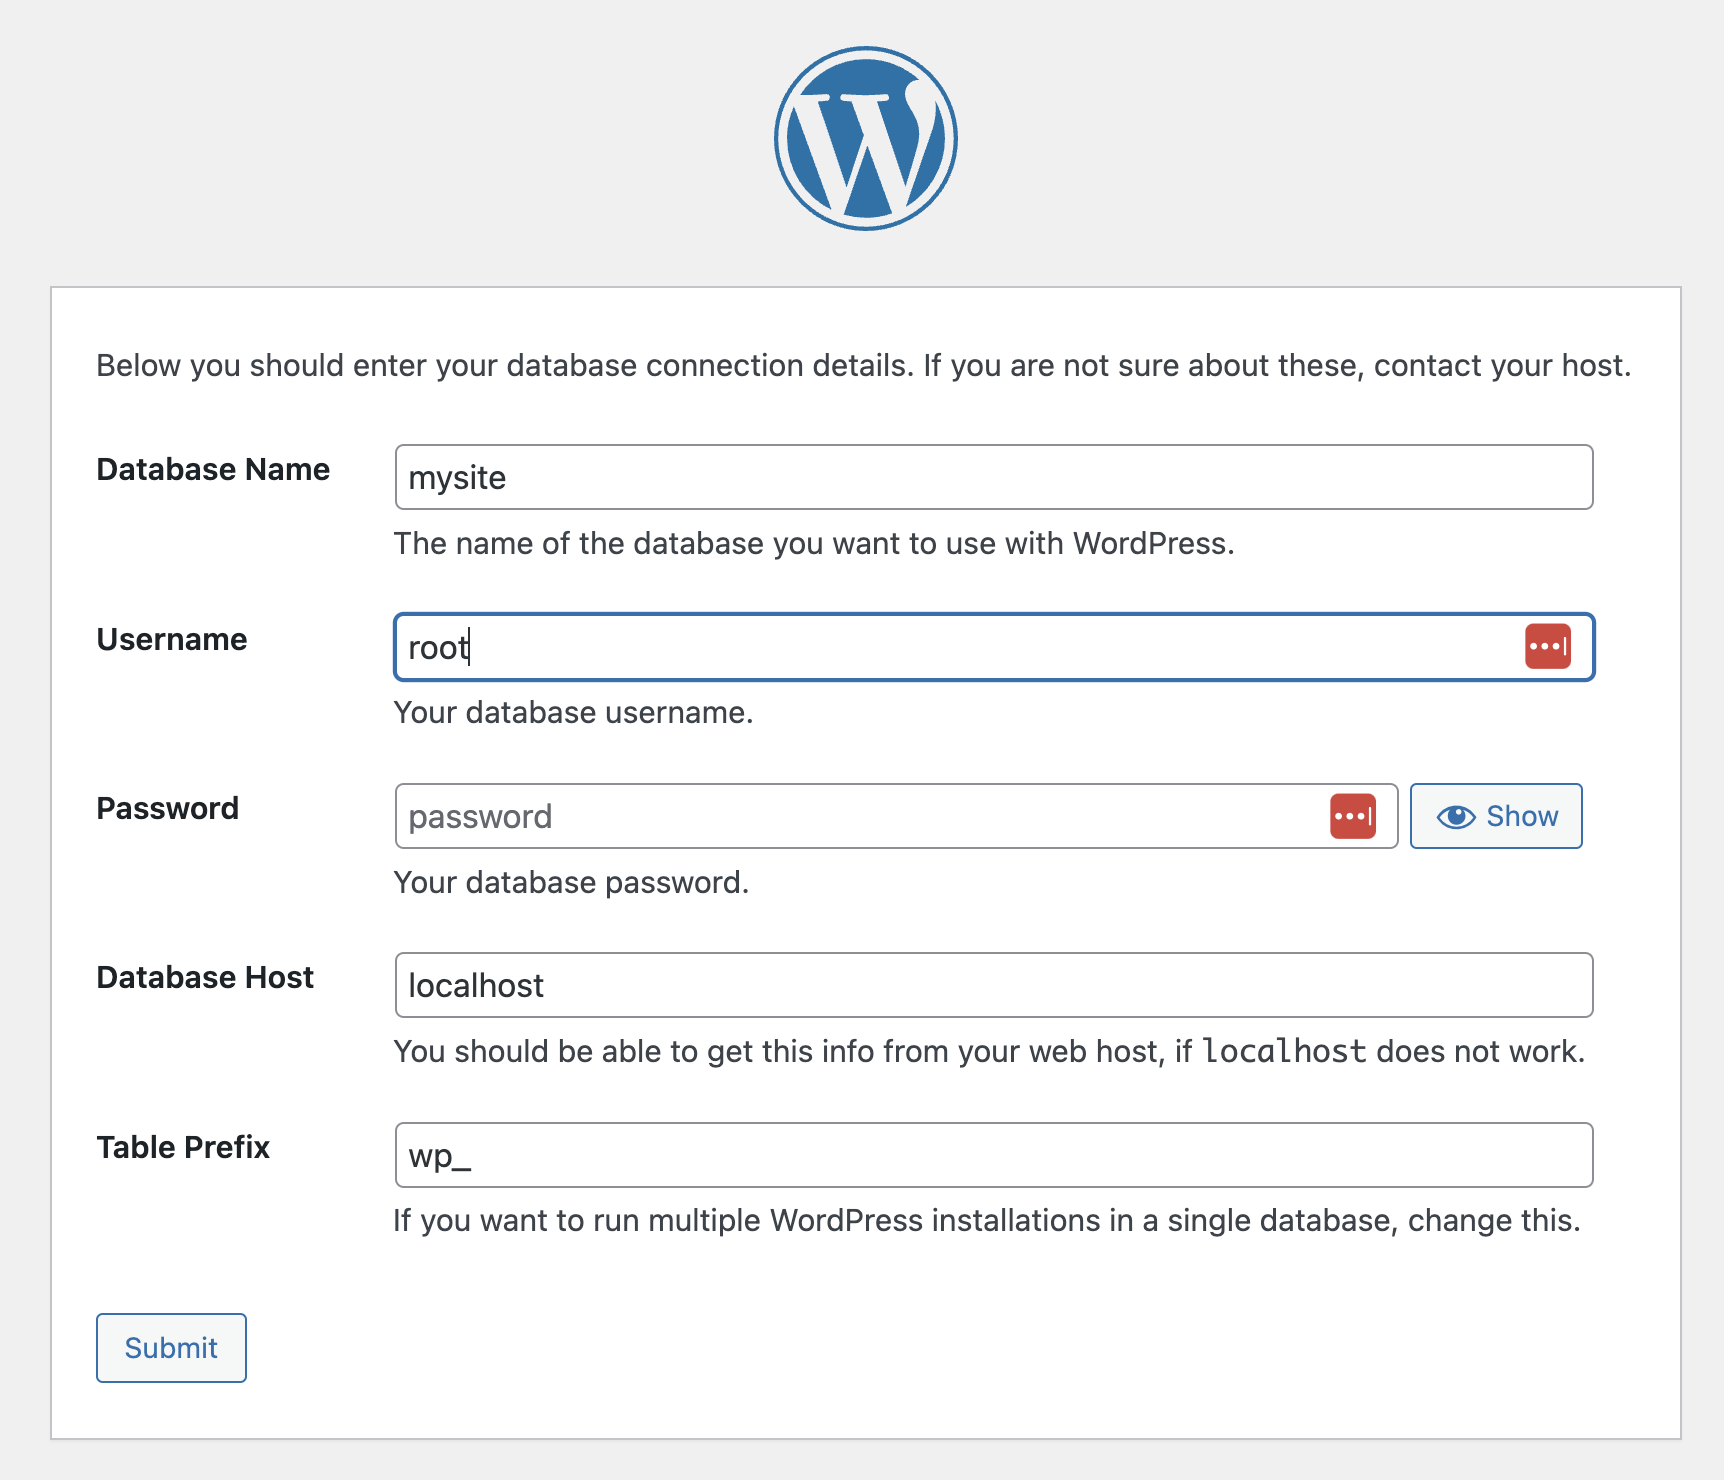 Below you should enter your database connection details. If you are not sure about these, contact your host.
Database Name
mysite
The name of the database you want to use with WordPress.
Username
root
Your database username.
Password
password
Show
Your database password.
Database Host
localhost
You should be able to get this info from your web host, if localhost does not work.
Table Prefix
wp_
If you want to run multiple WordPress installations in a single database, change this.
Submit